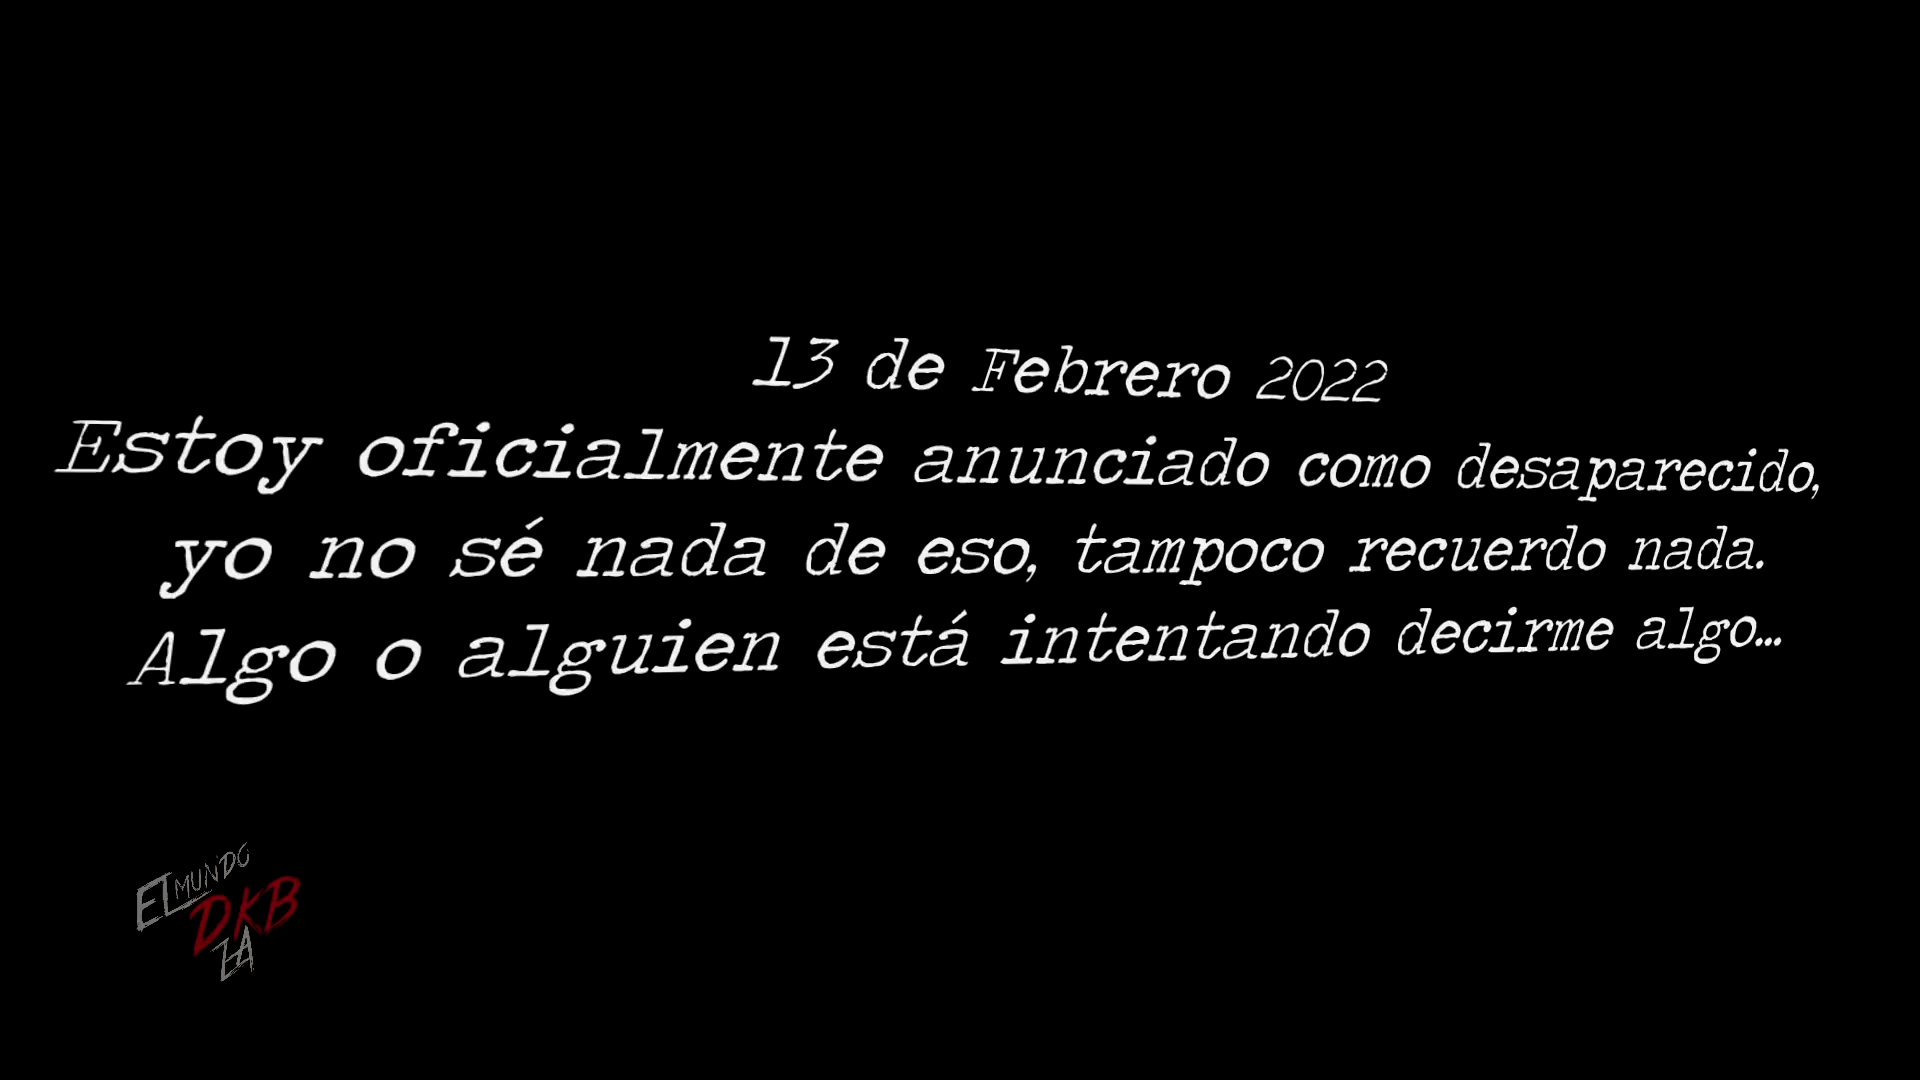 13 de Febrero 2022
Estoy oficialmente anunciado como desaparecido,
yo no sé nada de eso, tampoco recuerdo nada.
Algo o alguien está intentando decirme algo...
EL MUNDO
DKB
ZA